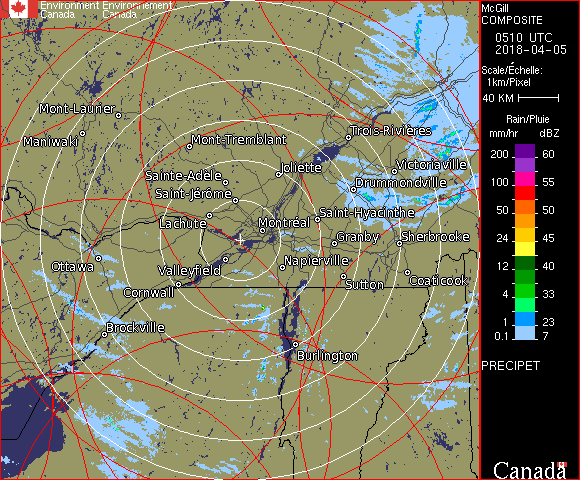 Environment Environnement
Canada Canada
McGill
COMPOSITE
0510 UTC
2018-04-05
Scale/Échelle:
1km/Pixel
40 KM
Rain/Pluie
mm/hr dBZ
200 60
55
100 55
50 50
24 45
12 40
4 33
1 23
0.1 7
PRECIPET
Canada
Mont-Laurier
Maniwaki
Mont-Tremblant
Trois-Rivières
Sainte-Adèle
Joliette
Victoriaville
Saint-Jérôme
Drummondville
Lachute
Montréal
Saint-Hyacinthe
Granby
Sherbrooke
Ottawa
Valleyfield
Napierville
Cornwall
Sutton
Coaticook
Brockville
Burlington